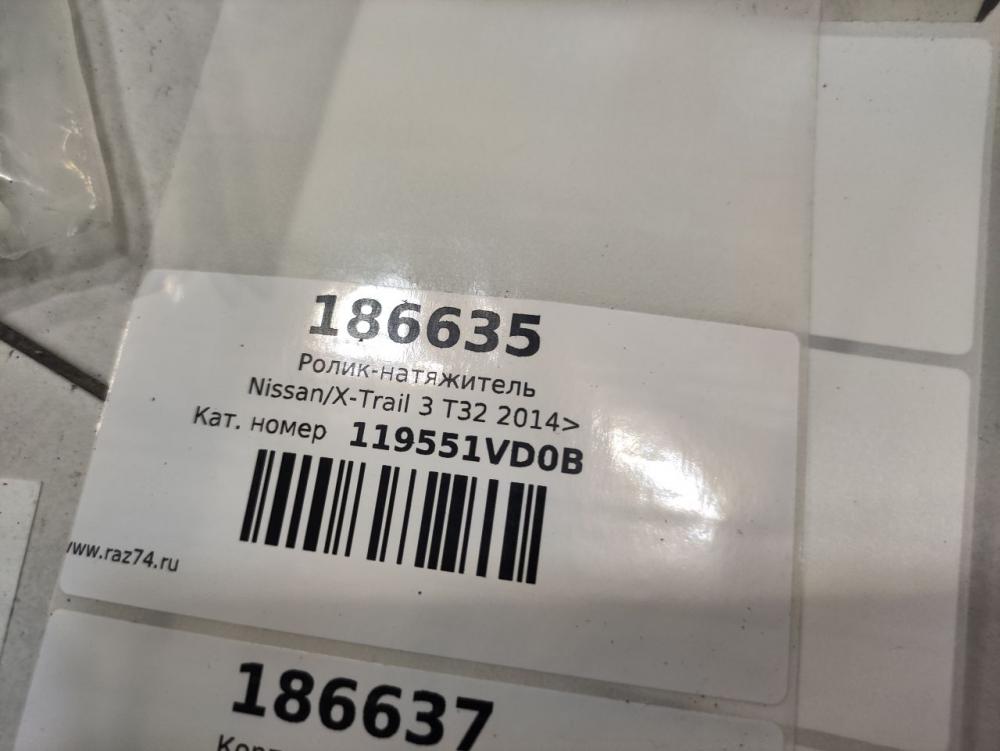 186635
Ролик-натяжитель
Nissan/X-Trail 3 T32 2014>
Кат. номер 119551VD0B
www.raz74.ru
186637